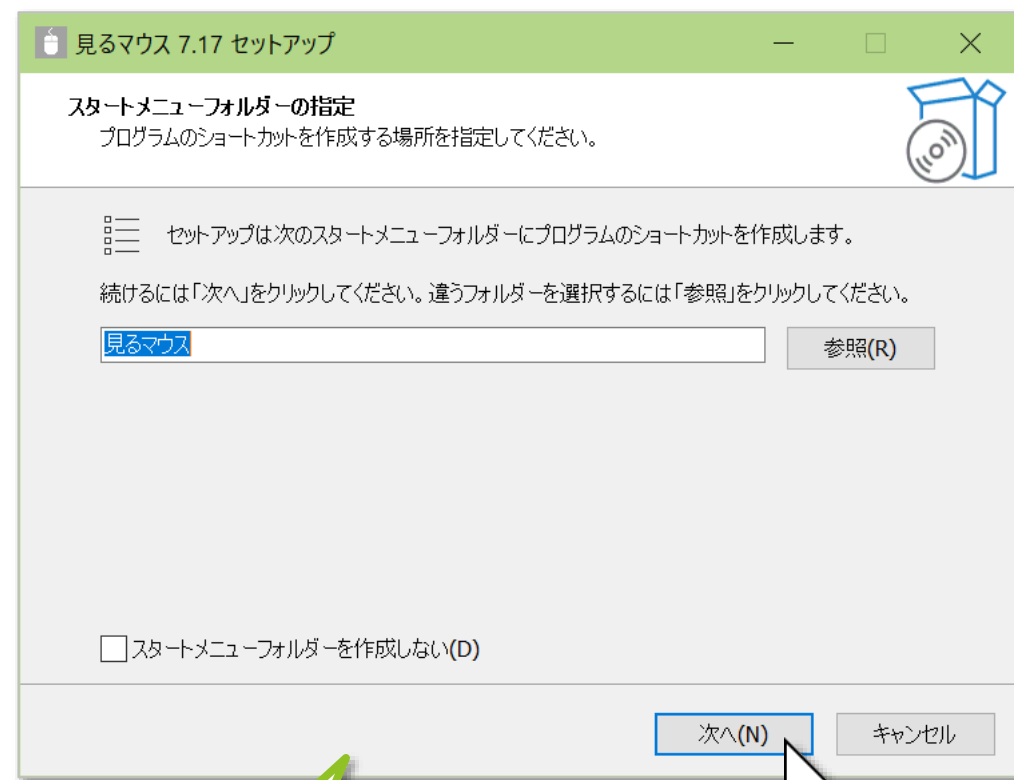 見るマウス 7.17 セットアップ
スタートメニューフォルダーの指定
プログラムのショートカットを作成する場所を指定してください。
セットアップは次のスタートメニューフォルダーにプログラムのショートカットを作成します。
続けるには「次へ」をクリックしてください。違うフォルダーを選択するには「参照」をクリックしてください。
見るマウス
参照(R)
スタートメニューフォルダーを作成しない(D)
次へ(N)
キャンセル